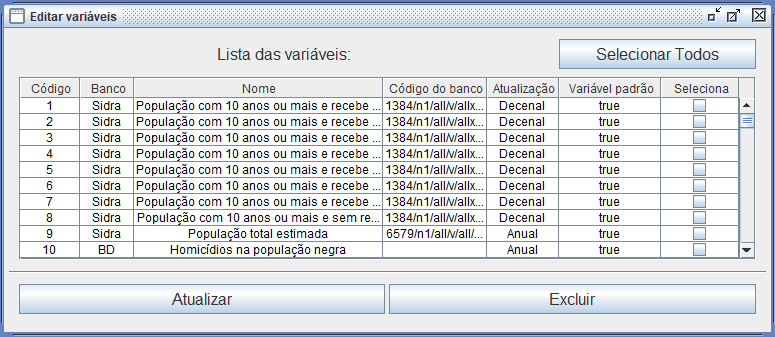 Editar variáveis
Lista das variáveis:
Selecionar Todos
Código Banco Nome Código do banco Atualização Variável padrão Seleciona
1 Sidra População com 10 anos ou mais e recebe ... 1384/n1/all/v/allx... Decenal true
2 Sidra População com 10 anos ou mais e recebe ... 1384/n1/all/v/allx... Decenal true
3 Sidra População com 10 anos ou mais e recebe ... 1384/n1/all/v/allx... Decenal true
4 Sidra População com 10 anos ou mais e recebe ... 1384/n1/all/v/allx... Decenal true
5 Sidra População com 10 anos ou mais e recebe ... 1384/n1/all/v/allx... Decenal true
6 Sidra População com 10 anos ou mais e recebe ... 1384/n1/all/v/allx... Decenal true
7 Sidra População com 10 anos ou mais e recebe ... 1384/n1/all/v/allx... Decenal true
8 Sidra População com 10 anos ou mais e sem re... 1384/n1/all/v/allx... Decenal true
9 Sidra População total estimada 6579/n1/all/v/all/... Anual true
10 BD Homicídios na população negra Anual true
Atualizar Excluir